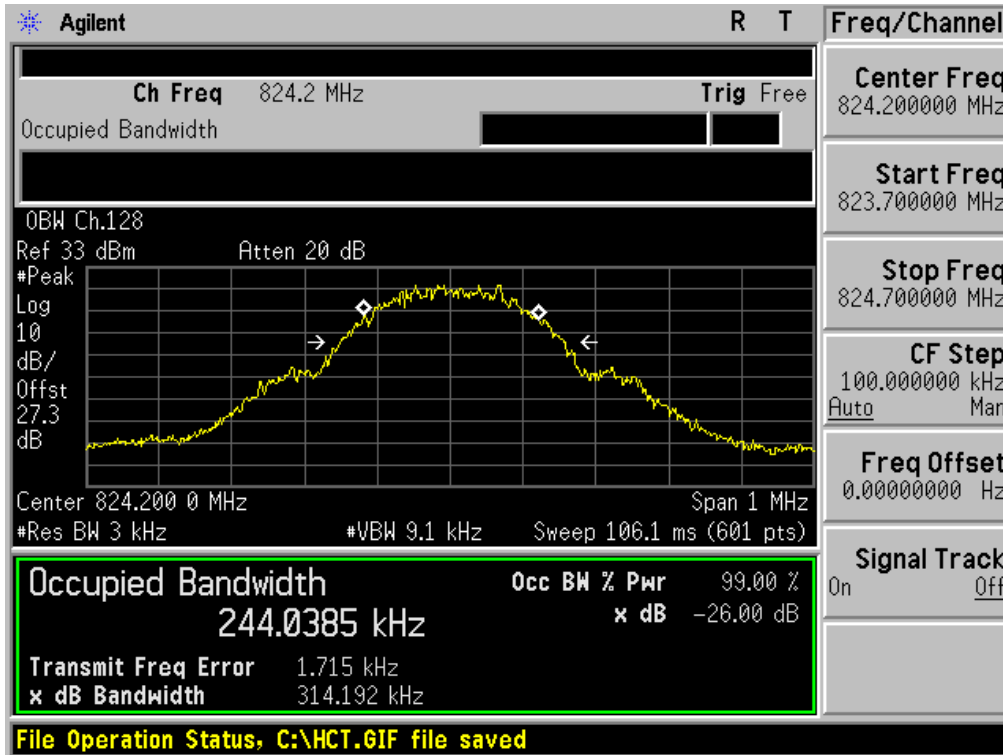 Agilent R T
Freq/Channel
Ch Freq 824.2 MHz Trig Free
Occupied Bandwidth
Center Freq
824.200000 MHz
Start Freq
823.700000 MHz
Stop Freq
824.700000 MHz
CF Step
100.000000 kHz
Auto Man
Freq Offset
0.00000000 Hz
Signal Track
On Off
OBW Ch.128
Ref 33 dBm Atten 20 dB
#Peak
Log
10
dB/
Offst
27.3
dB
Center 824.200 0 MHz Span 1 MHz
#Res BW 3 kHz #VBW 9.1 kHz Sweep 106.1 ms (601 pts)
Occupied Bandwidth
244.0385 kHz
Occ BW % Pwr 99.00 %
x dB -26.00 dB
Transmit Freq Error 1.715 kHz
x dB Bandwidth 314.192 kHz
File Operation Status, C:\HCT.GIF file saved